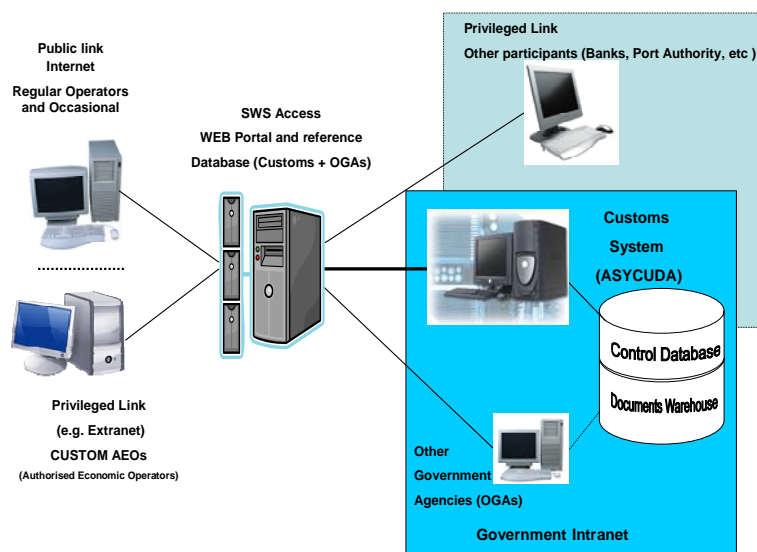 Public link
Internet
Regular Operators
and Occasional
SWS Access
WEB Portal and reference
Database (Customs + OGAs)
Privileged Link
Other participants (Banks, Port Authority, etc )
Customs
System
(ASYCUDA)
Control Database
Documents Warehouse
Privileged Link
(e.g. Extranet)
CUSTOM AEOs
(Authorised Economic Operators)
Other
Government
Agencies (OGAs)
Government Intranet